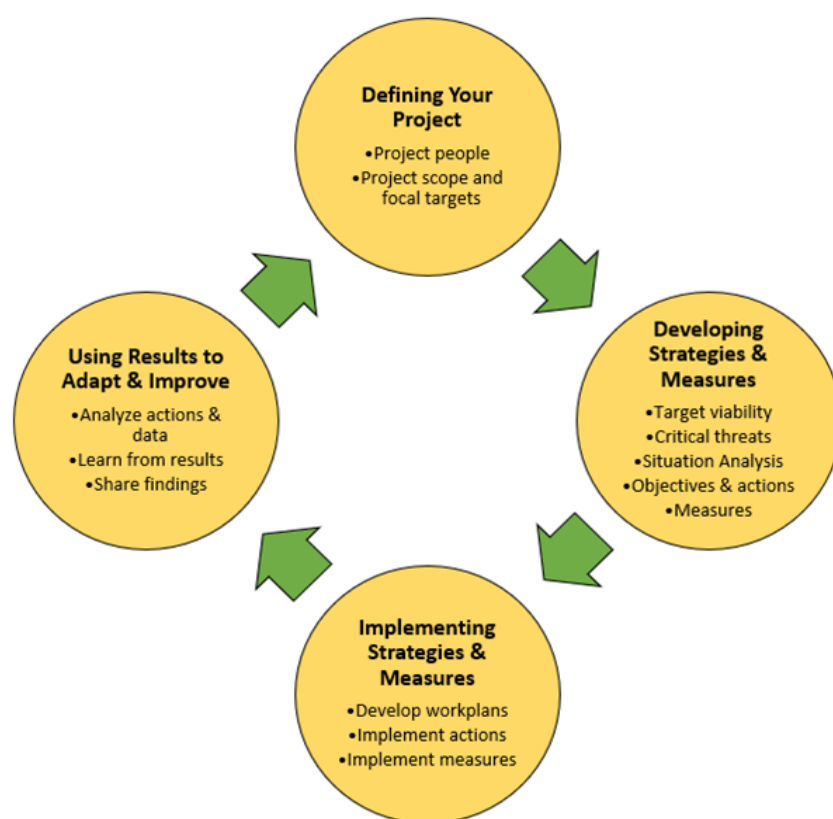 Defining Your
Project
•Project people
•Project scope and
focal targets
Developing
Strategies &
Measures
•Target viability
•Critical threats
•Situation Analysis
•Objectives & actions
•Measures
Implementing
Strategies &
Measures
•Develop workplans
•Implement actions
•Implement measures
Using Results to
Adapt & Improve
•Analyze actions &
data
•Learn from results
•Share findings